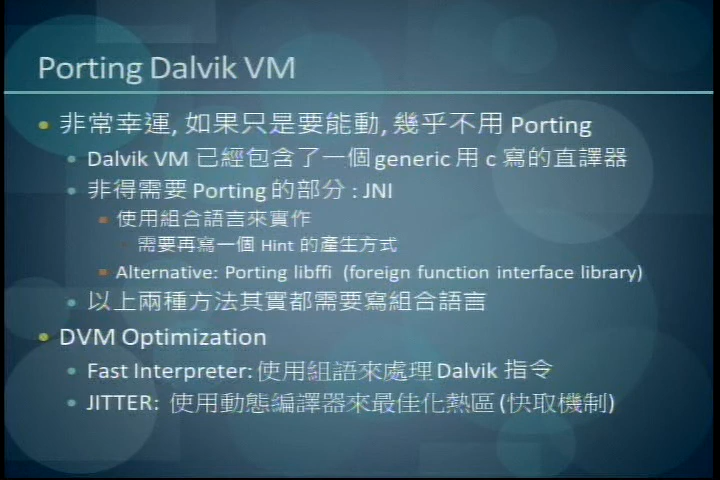 Porting Dalvik VM
非常幸運, 如果只是要能動, 幾乎不用 Porting
Dalvik VM 已經包含了一個generic 用 c 寫的直譯器
非得需要 Porting 的部分 : JNI
使用組合語言來實作
需要再寫一個 Hint 的產生方式
Alternative: Porting libffi (foreign function interface library)
以上兩種方法其實都需要寫組合語言
DVM Optimization
Fast Interpreter: 使用組語來處理Dalvik 指令
JITTER: 使用動態編譯器來最佳化熱區 (快取機制)